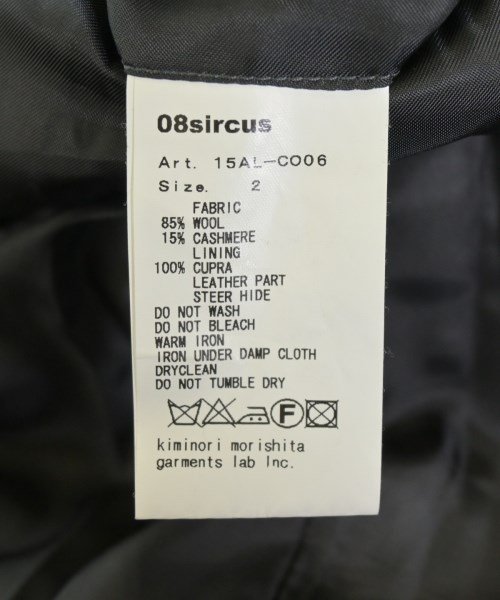 08sircus
Art. 15AL-CO06
Size. 2
FABRIC
85% WOOL
15% CASHMERE
LINING
100% CUPRA
LEATHER PART
STEER HIDE
DO NOT WASH
DO NOT BLEACH
WARM IRON
IRON UNDER DAMP CLOTH
DRYCLEAN
DO NOT TUMBLE DRY
F
kiminori morishita
garments lab Inc.